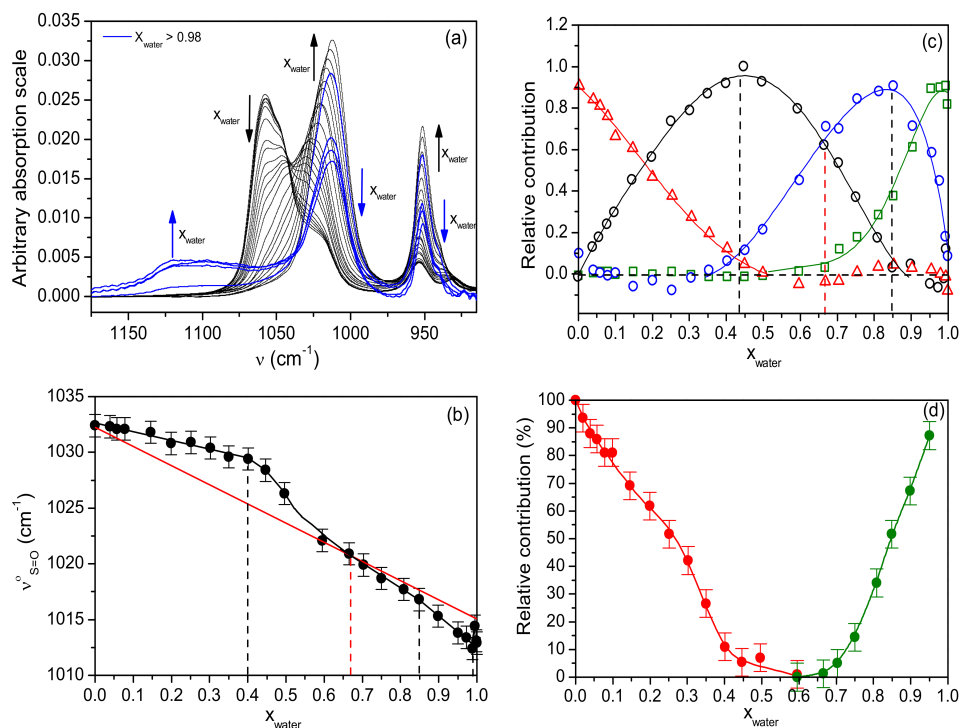 (a)
X_water > 0.98
x_water
x_water
x_water
x_water
x_water
x_water
x_water
Arbitrary absorption scale
0.035
0.030
0.025
0.020
0.015
0.010
0.005
0.000
1150 1100 1050 1000 950
ν (cm⁻¹)
(c)
Relative contribution
1.2
1.0
0.8
0.6
0.4
0.2
0.0
0.0 0.1 0.2 0.3 0.4 0.5 0.6 0.7 0.8 0.9 1.0
x_water
(b)
ν°_S=O (cm⁻¹)
1035
1030
1025
1020
1015
1010
0.0 0.1 0.2 0.3 0.4 0.5 0.6 0.7 0.8 0.9 1.0
x_water
(d)
Relative contribution (%)
100
90
80
70
60
50
40
30
20
10
0
0.0 0.1 0.2 0.3 0.4 0.5 0.6 0.7 0.8 0.9 1.0
x_water